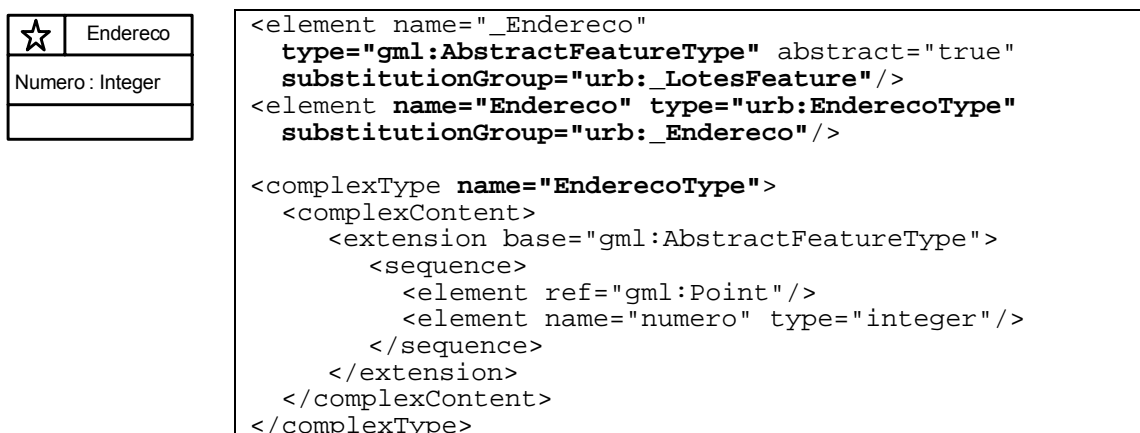 Endereco
Numero : Integer
<element name="_Endereco"
type="gml:AbstractFeatureType" abstract="true"
substitutionGroup="urb:_LotesFeature"/>
<element name="Endereco" type="urb:EnderecoType"
substitutionGroup="urb:_Endereco"/>
<complexType name="EnderecoType">
<complexContent>
<extension base="gml:AbstractFeatureType">
<sequence>
<element ref="gml:Point"/>
<element name="numero" type="integer"/>
</sequence>
</extension>
</complexContent>
</complexType>